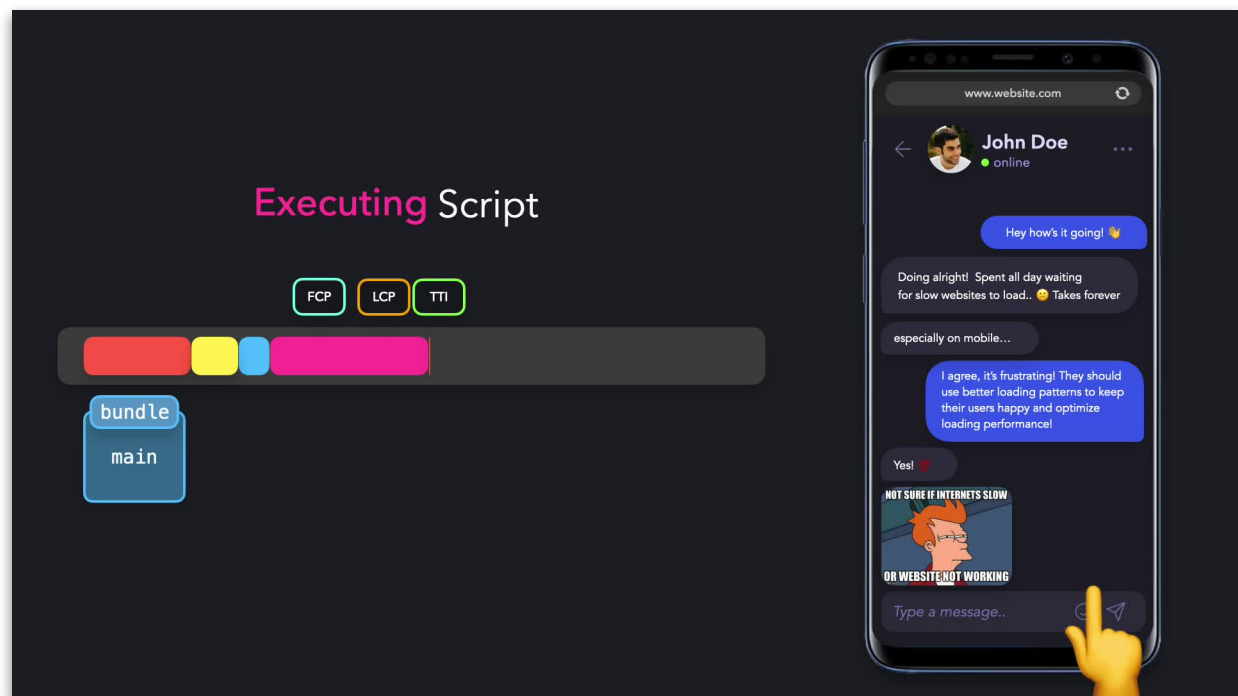 Executing Script
FCP
LCP
TTI
bundle
main
www.website.com
John Doe
online
Hey how's it going! 👋
Doing alright!  Spent all day waiting
for slow websites to load.. 😕 Takes forever
especially on mobile...
I agree, it's frustrating! They should
use better loading patterns to keep
their users happy and optimize
loading performance!
Yes! 💯
NOT SURE IF INTERNETS SLOW
OR WEBSITE NOT WORKING
Type a message..